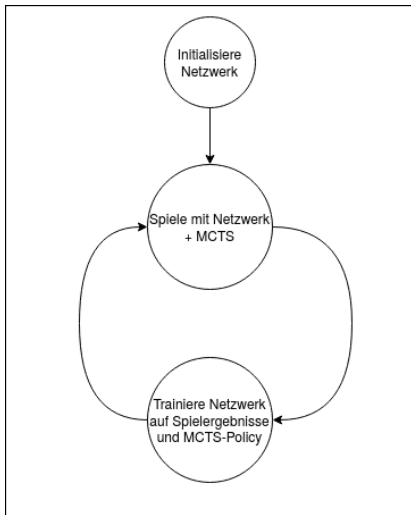 Initialisiere
Netzwerk
Spiele mit Netzwerk
+ MCTS
Trainiere Netzwerk
auf Spielergebnisse
und MCTS-Policy